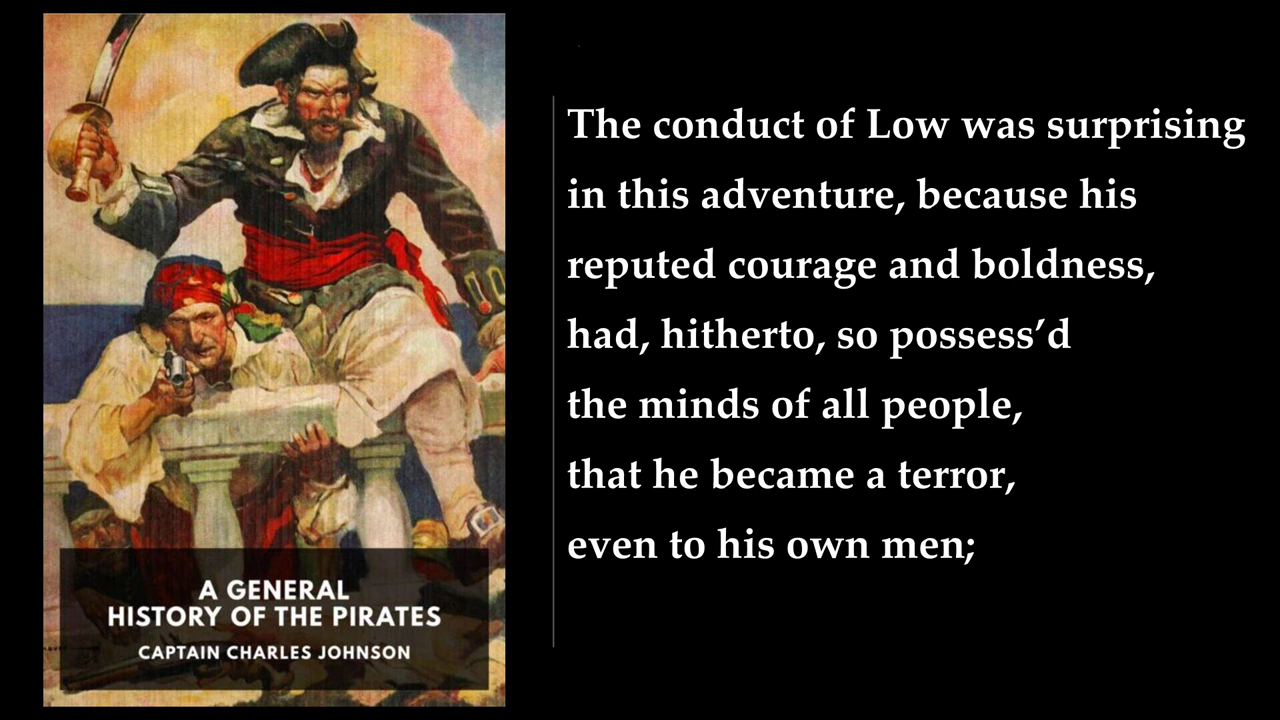 A GENERAL
HISTORY OF THE PIRATES
CAPTAIN CHARLES JOHNSON
The conduct of Low was surprising
in this adventure, because his
reputed courage and boldness,
had, hitherto, so possess’d
the minds of all people,
that he became a terror,
even to his own men;